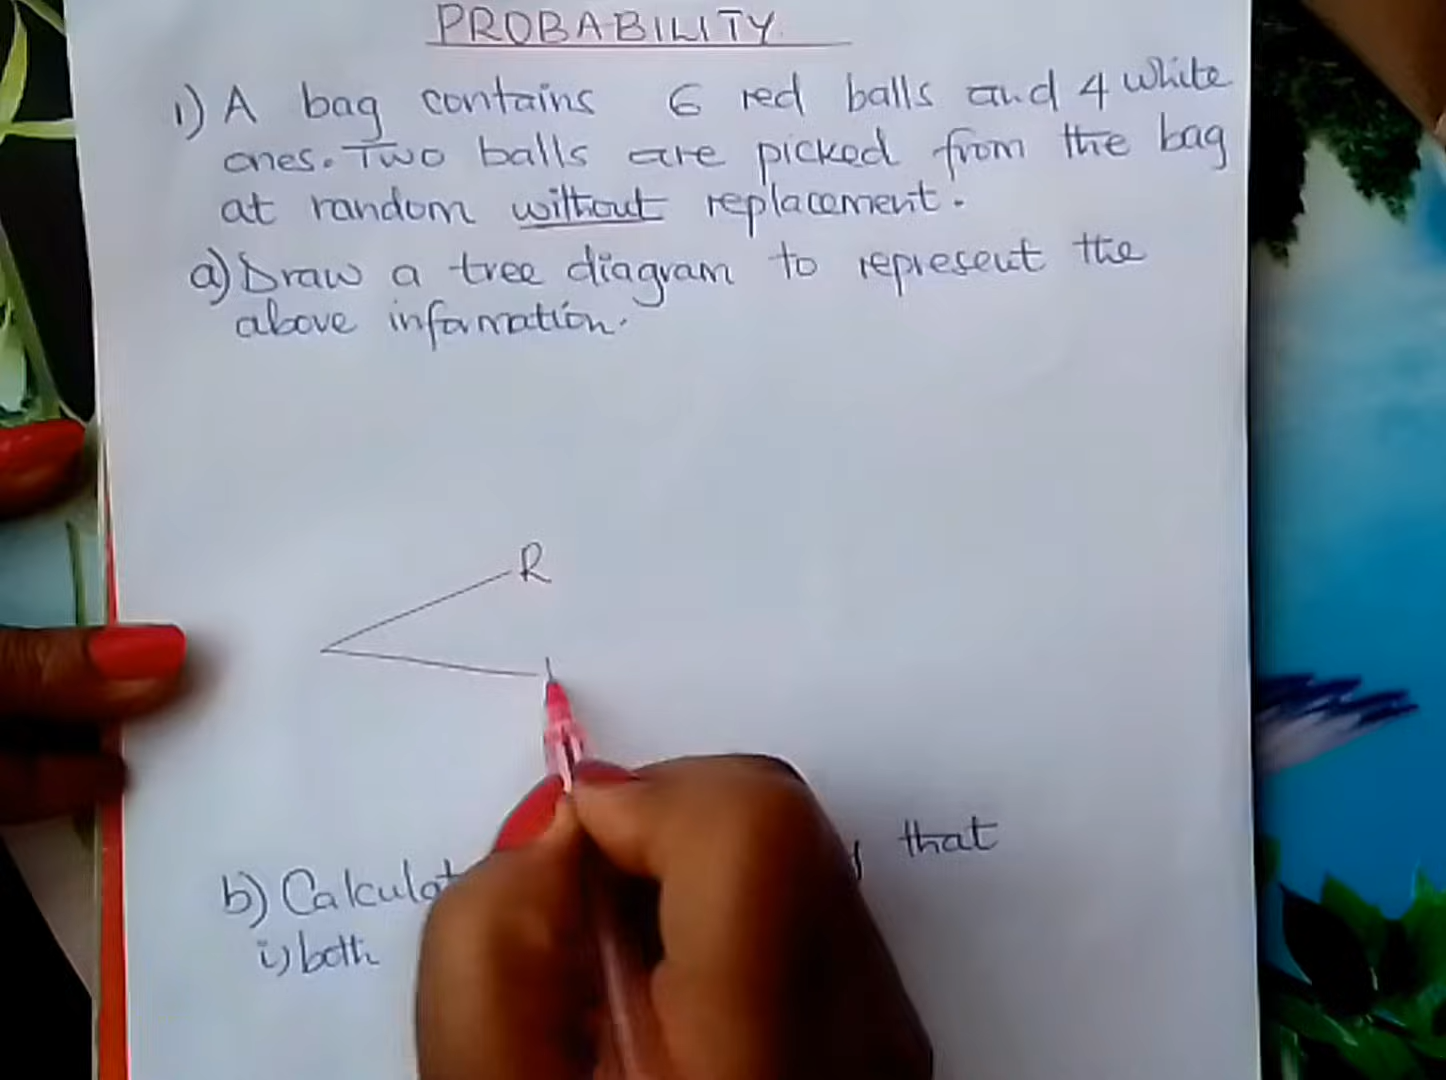 PROBABILITY
1) A bag contains 6 red balls and 4 white
ones. Two balls are picked from the bag
at random without replacement.
a) Draw a tree diagram to represent the
above information.
R
b) that
i) both